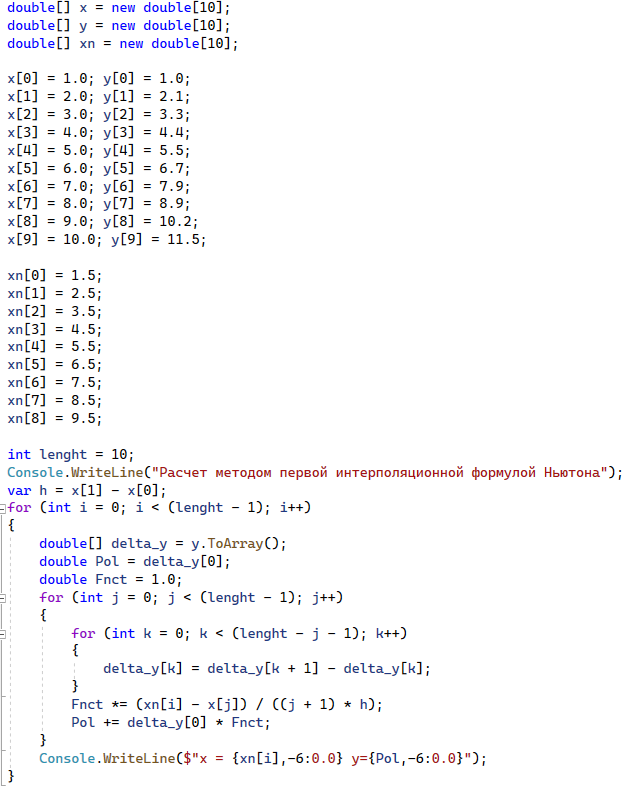 double[] x = new double[10];
double[] y = new double[10];
double[] xn = new double[10];

x[0] = 1.0; y[0] = 1.0;
x[1] = 2.0; y[1] = 2.1;
x[2] = 3.0; y[2] = 3.3;
x[3] = 4.0; y[3] = 4.4;
x[4] = 5.0; y[4] = 5.5;
x[5] = 6.0; y[5] = 6.7;
x[6] = 7.0; y[6] = 7.9;
x[7] = 8.0; y[7] = 8.9;
x[8] = 9.0; y[8] = 10.2;
x[9] = 10.0; y[9] = 11.5;

xn[0] = 1.5;
xn[1] = 2.5;
xn[2] = 3.5;
xn[3] = 4.5;
xn[4] = 5.5;
xn[5] = 6.5;
xn[6] = 7.5;
xn[7] = 8.5;
xn[8] = 9.5;

int lenght = 10;
Console.WriteLine("Расчет методом первой интерполяционной формулой Ньютона");
var h = x[1] - x[0];
for (int i = 0; i < (lenght - 1); i++)
{
    double[] delta_y = y.ToArray();
    double Pol = delta_y[0];
    double Fnct = 1.0;
    for (int j = 0; j < (lenght - 1); j++)
    {
        for (int k = 0; k < (lenght - j - 1); k++)
        {
            delta_y[k] = delta_y[k + 1] - delta_y[k];
        }
        Fnct *= (xn[i] - x[j]) / ((j + 1) * h);
        Pol += delta_y[0] * Fnct;
    }
    Console.WriteLine($"x = {xn[i],-6:0.0} y={Pol,-6:0.0}");
}